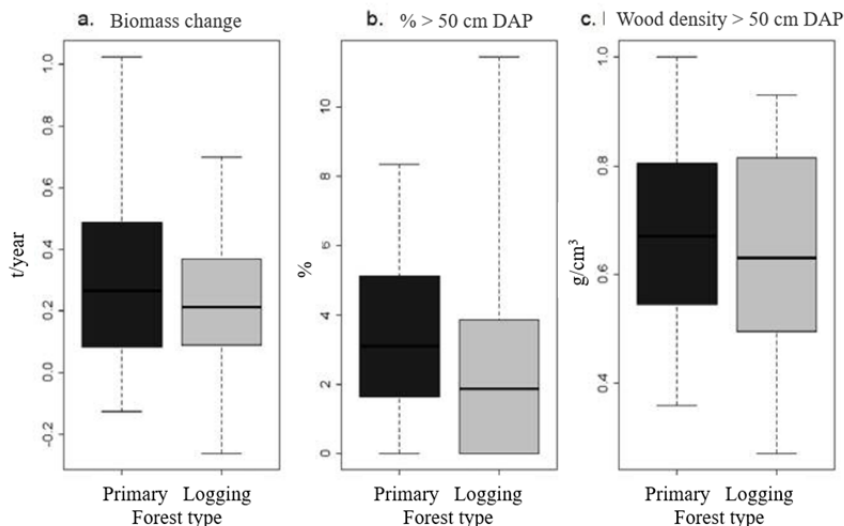 a. Biomass change
t/year
1.0
0.8
0.6
0.4
0.2
0.0
-0.2
Primary Logging
Forest type
b. % > 50 cm DAP
%
10
8
6
4
2
0
Primary Logging
Forest type
c. | Wood density > 50 cm DAP
g/cm³
1.0
0.8
0.6
0.4
Primary Logging
Forest type